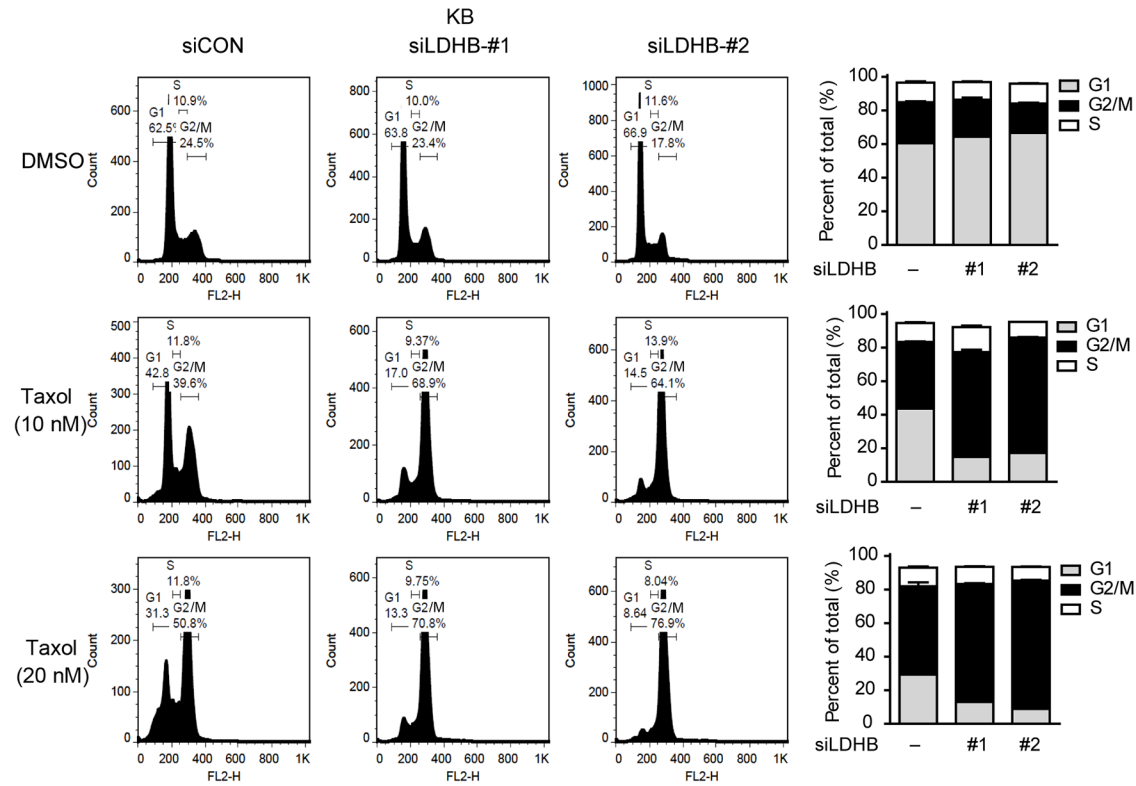 KB
siCON siLDHB-#1 siLDHB-#2
DMSO
Count
600
400
200
0
S
10.9%
G1
62.5%
G2/M
24.5%
0 200 400 600 800 1K
FL2-H
Count
800
600
400
200
0
S
10.0%
G1
63.8
G2/M
23.4%
0 200 400 600 800 1K
FL2-H
Count
1000
800
600
400
200
0
S
11.6%
G1
66.9
G2/M
17.8%
0 200 400 600 800 1K
FL2-H
Percent of total (%)
100
80
60
40
20
0
G1
G2/M
S
siLDHB – #1 #2
Taxol
(10 nM)
Count
500
400
300
200
100
0
S
11.8%
G1
42.8
G2/M
39.6%
0 200 400 600 800 1K
FL2-H
Count
600
400
200
0
S
9.37%
G1
17.0
G2/M
68.9%
0 200 400 600 800 1K
FL2-H
Count
600
400
200
0
S
13.9%
G1
14.5
G2/M
64.1%
0 200 400 600 800 1K
FL2-H
Percent of total (%)
100
80
60
40
20
0
G1
G2/M
S
siLDHB – #1 #2
Taxol
(20 nM)
Count
300
200
100
0
S
11.8%
G1
31.3
G2/M
50.8%
0 200 400 600 800 1K
FL2-H
Count
600
400
200
0
S
9.75%
G1
13.3
G2/M
70.8%
0 200 400 600 800 1K
FL2-H
Count
600
400
200
0
S
8.04%
G1
8.64
G2/M
76.9%
0 200 400 600 800 1K
FL2-H
Percent of total (%)
100
80
60
40
20
0
G1
G2/M
S
siLDHB – #1 #2